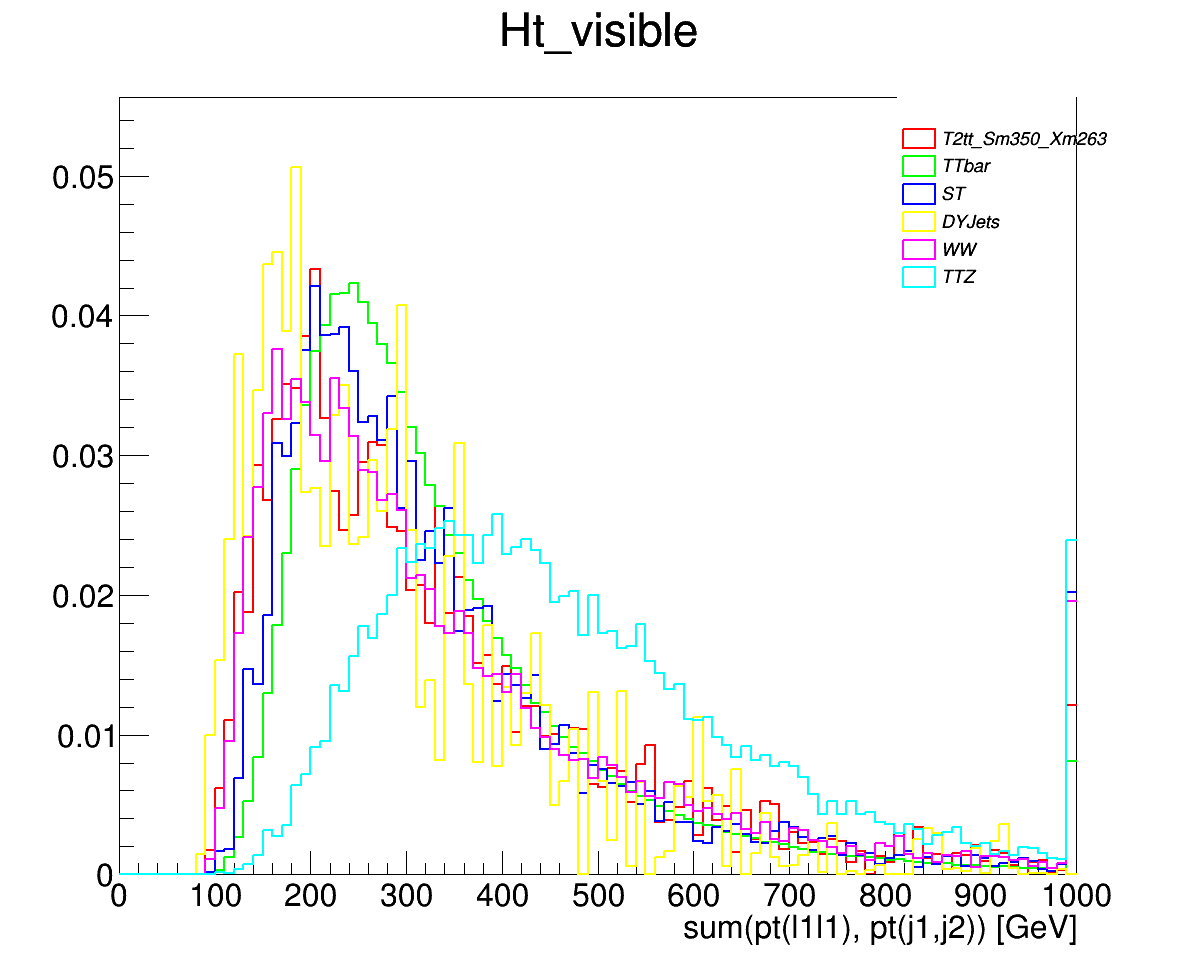 Ht_visible
T2tt_Sm350_Xm263
TTbar
ST
DYJets
WW
TTZ
0.05
0.04
0.03
0.02
0.01
0
0 100 200 300 400 500 600 700 800 900 1000
sum(pt(l1l1), pt(j1,j2)) [GeV]